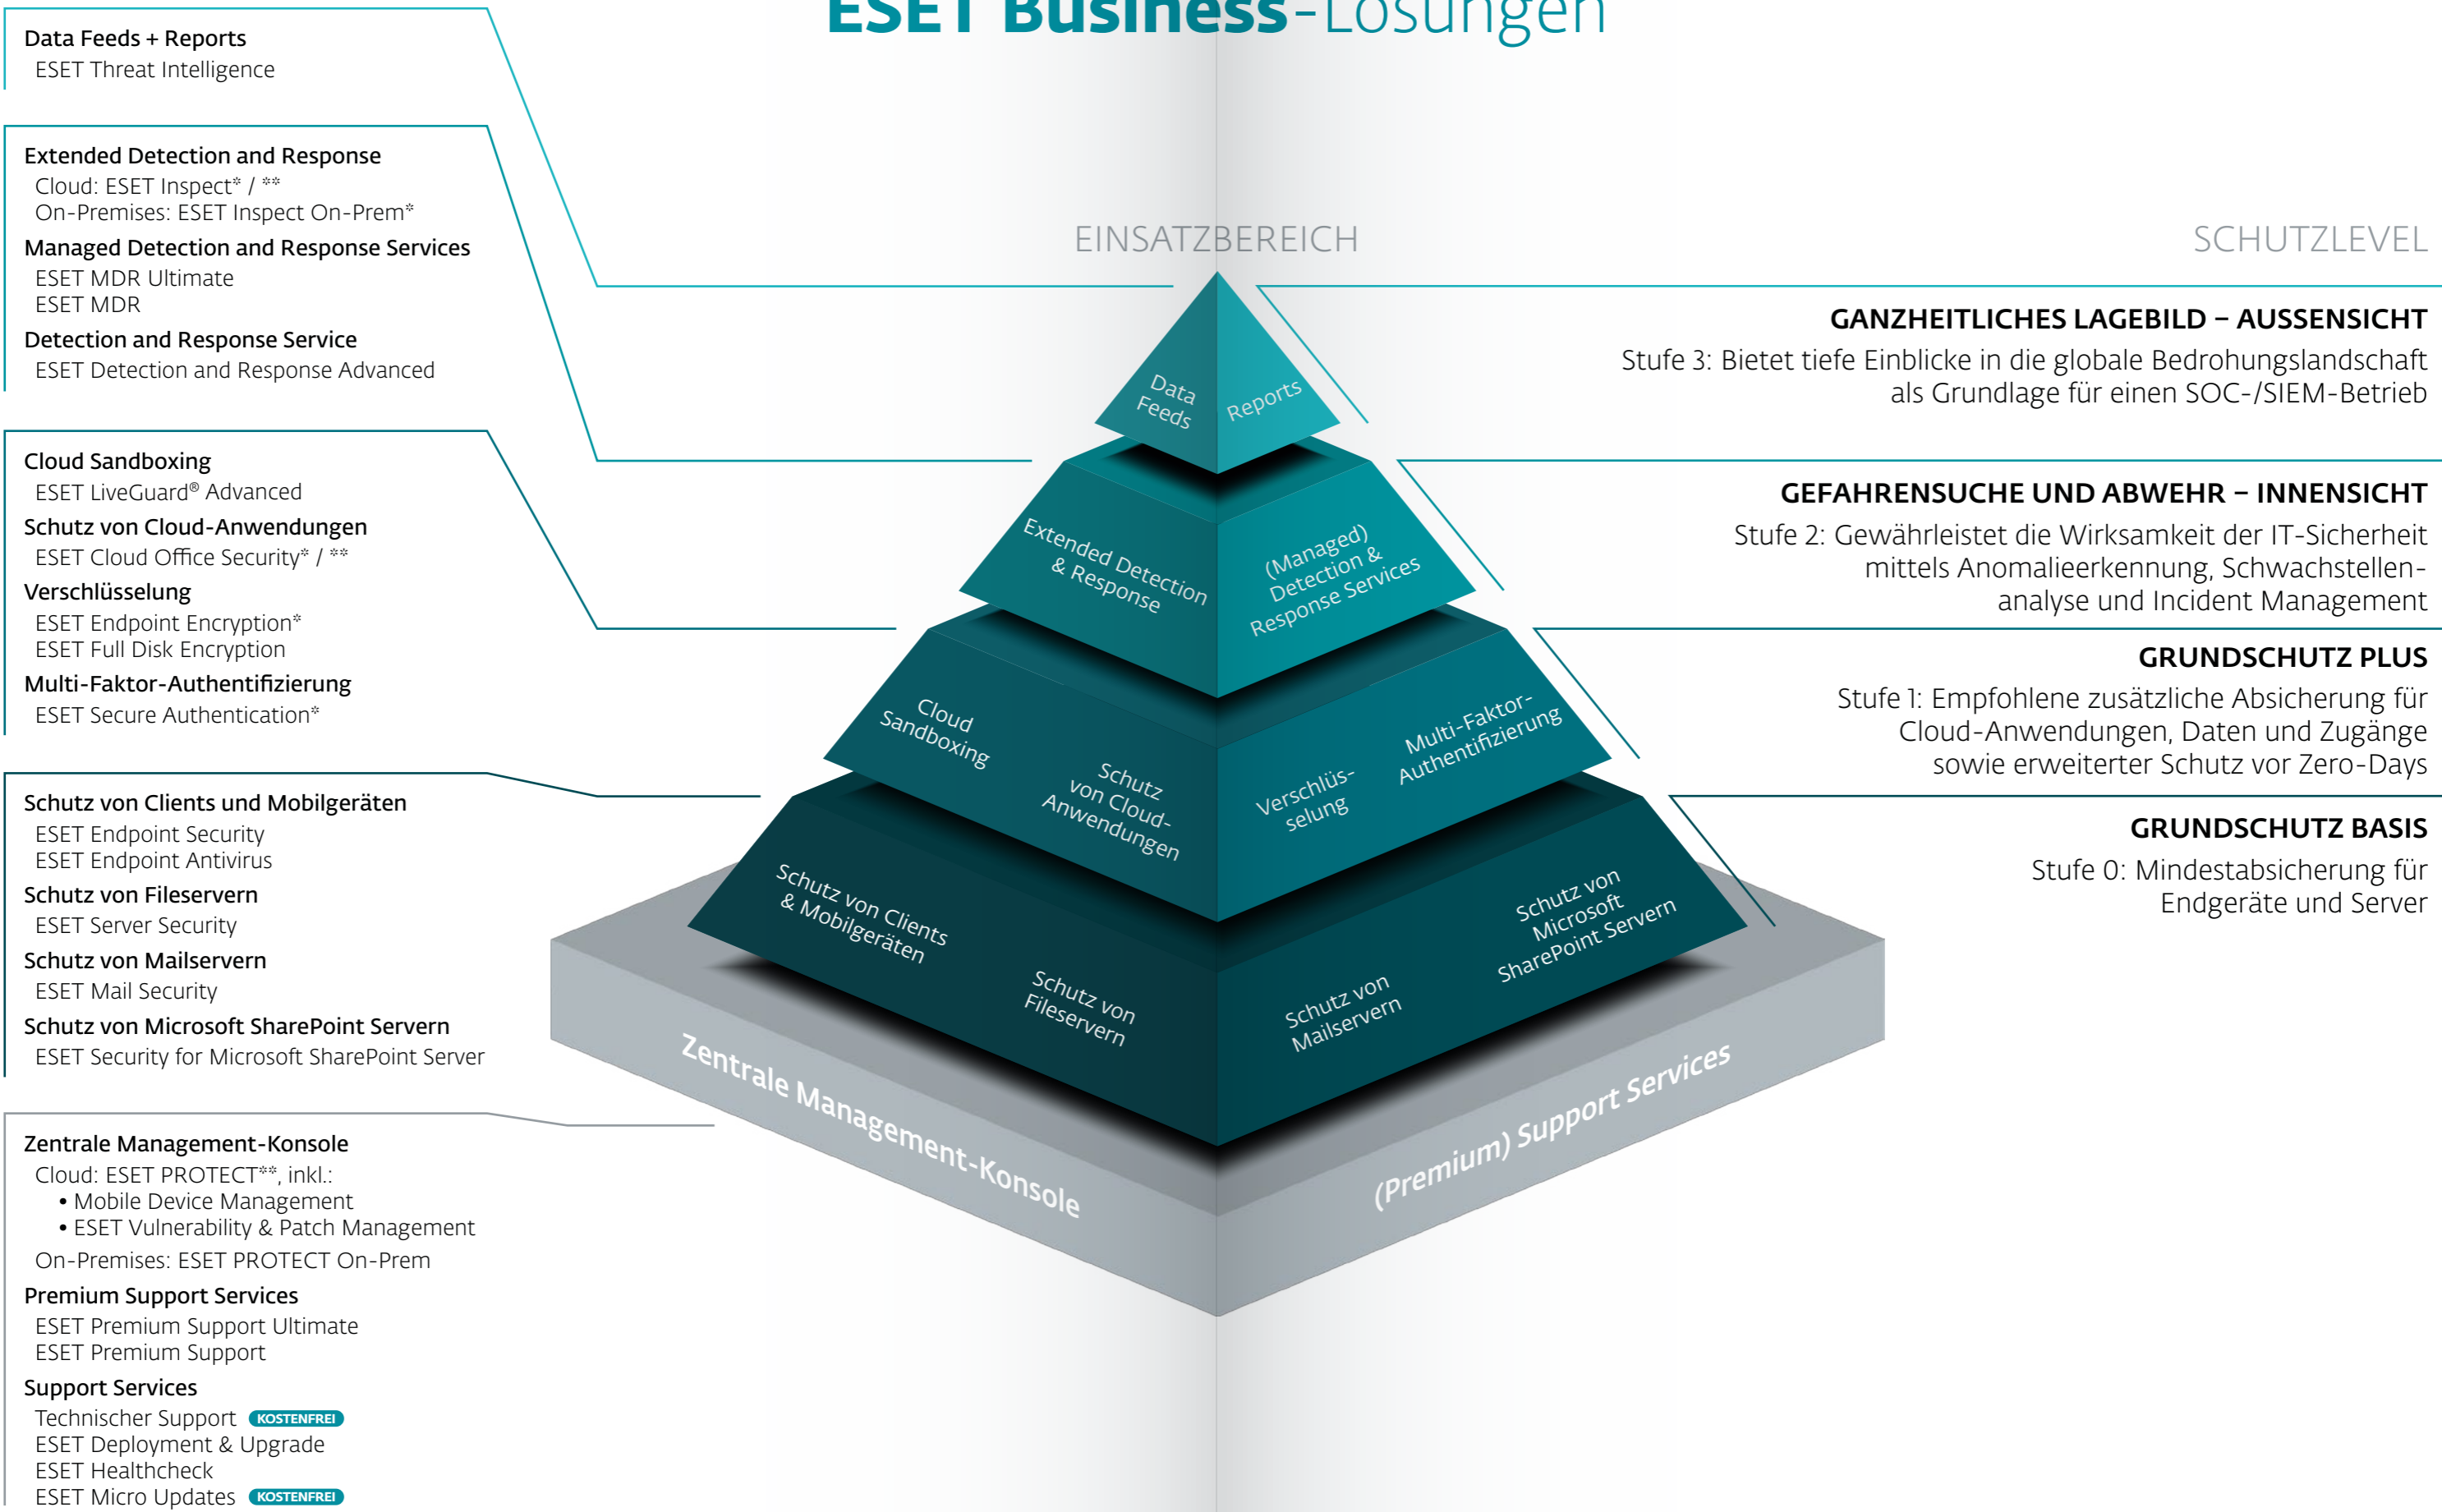 ESET Business-Lösungen
Data Feeds + Reports
ESET Threat Intelligence
Extended Detection and Response
Cloud: ESET Inspect* / **
On-Premises: ESET Inspect On-Prem*
Managed Detection and Response Services
ESET MDR Ultimate
ESET MDR
Detection and Response Service
ESET Detection and Response Advanced
Cloud Sandboxing
ESET LiveGuard® Advanced
Schutz von Cloud-Anwendungen
ESET Cloud Office Security* / **
Verschlüsselung
ESET Endpoint Encryption*
ESET Full Disk Encryption
Multi-Faktor-Authentifizierung
ESET Secure Authentication*
Schutz von Clients und Mobilgeräten
ESET Endpoint Security
ESET Endpoint Antivirus
Schutz von Fileservern
ESET Server Security
Schutz von Mailservern
ESET Mail Security
Schutz von Microsoft SharePoint Servern
ESET Security for Microsoft SharePoint Server
Zentrale Management-Konsole
Cloud: ESET PROTECT**, inkl.:
• Mobile Device Management
• ESET Vulnerability & Patch Management
On-Premises: ESET PROTECT On-Prem
Premium Support Services
ESET Premium Support Ultimate
ESET Premium Support
Support Services
Technischer Support KOSTENFREI
ESET Deployment & Upgrade
ESET Healthcheck
ESET Micro Updates KOSTENFREI
EINSATZBEREICH
Data
Feeds
Reports
Extended Detection
& Response
(Managed)
Detection &
Response Services
Cloud
Sandboxing
Schutz
von Cloud-
Anwendungen
Verschlüs-
selung
Multi-Faktor-
Authentifizierung
Schutz von Clients
& Mobilgeräten
Schutz von
Fileservern
Schutz von
Mailservern
Schutz von
Microsoft
SharePoint Servern
Zentrale Management-Konsole
(Premium) Support Services
SCHUTZLEVEL
GANZHEITLICHES LAGEBILD – AUSSENSICHT
Stufe 3: Bietet tiefe Einblicke in die globale Bedrohungslandschaft
als Grundlage für einen SOC-/SIEM-Betrieb
GEFAHRENSUCHE UND ABWEHR – INNENSICHT
Stufe 2: Gewährleistet die Wirksamkeit der IT-Sicherheit
mittels Anomalieerkennung, Schwachstellen-
analyse und Incident Management
GRUNDSCHUTZ PLUS
Stufe 1: Empfohlene zusätzliche Absicherung für
Cloud-Anwendungen, Daten und Zugänge
sowie erweiterter Schutz vor Zero-Days
GRUNDSCHUTZ BASIS
Stufe 0: Mindestabsicherung für
Endgeräte und Server